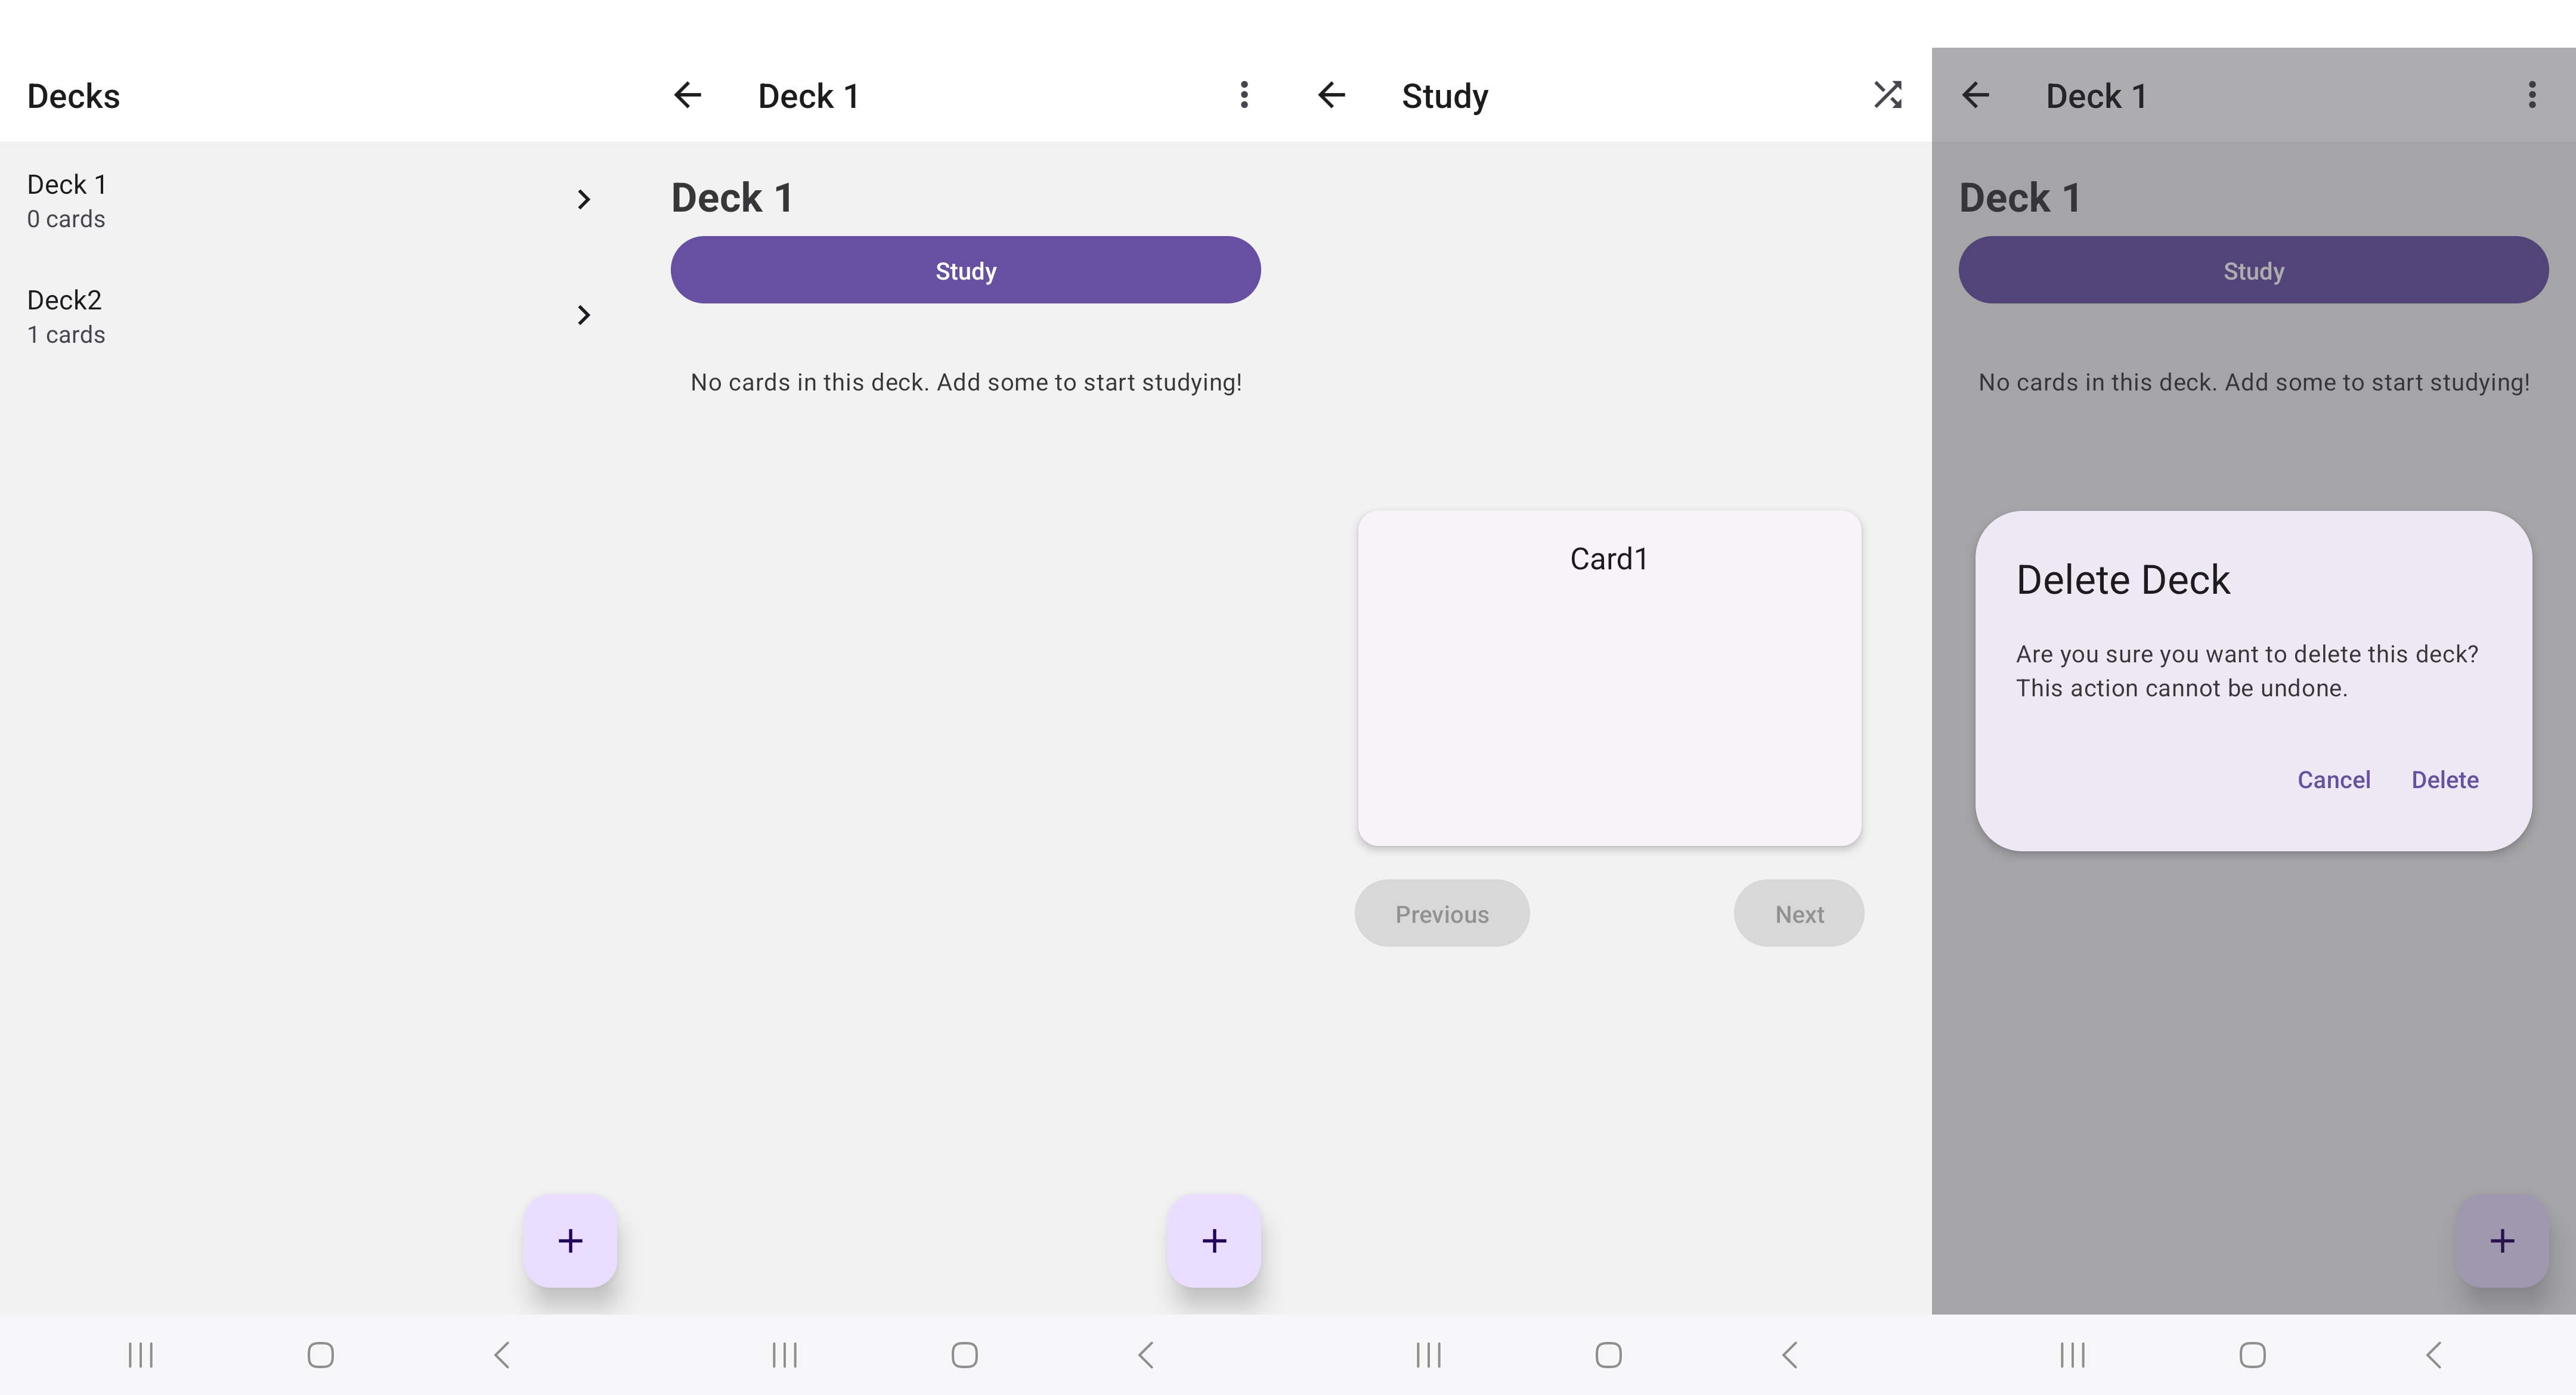 Decks
Deck 1
0 cards
Deck2
1 cards
Deck 1
Deck 1
Study
No cards in this deck. Add some to start studying!
Study
Card1
Previous
Next
Deck 1
Deck 1
Study
No cards in this deck. Add some to start studying!
Delete Deck
Are you sure you want to delete this deck?
This action cannot be undone.
Cancel
Delete